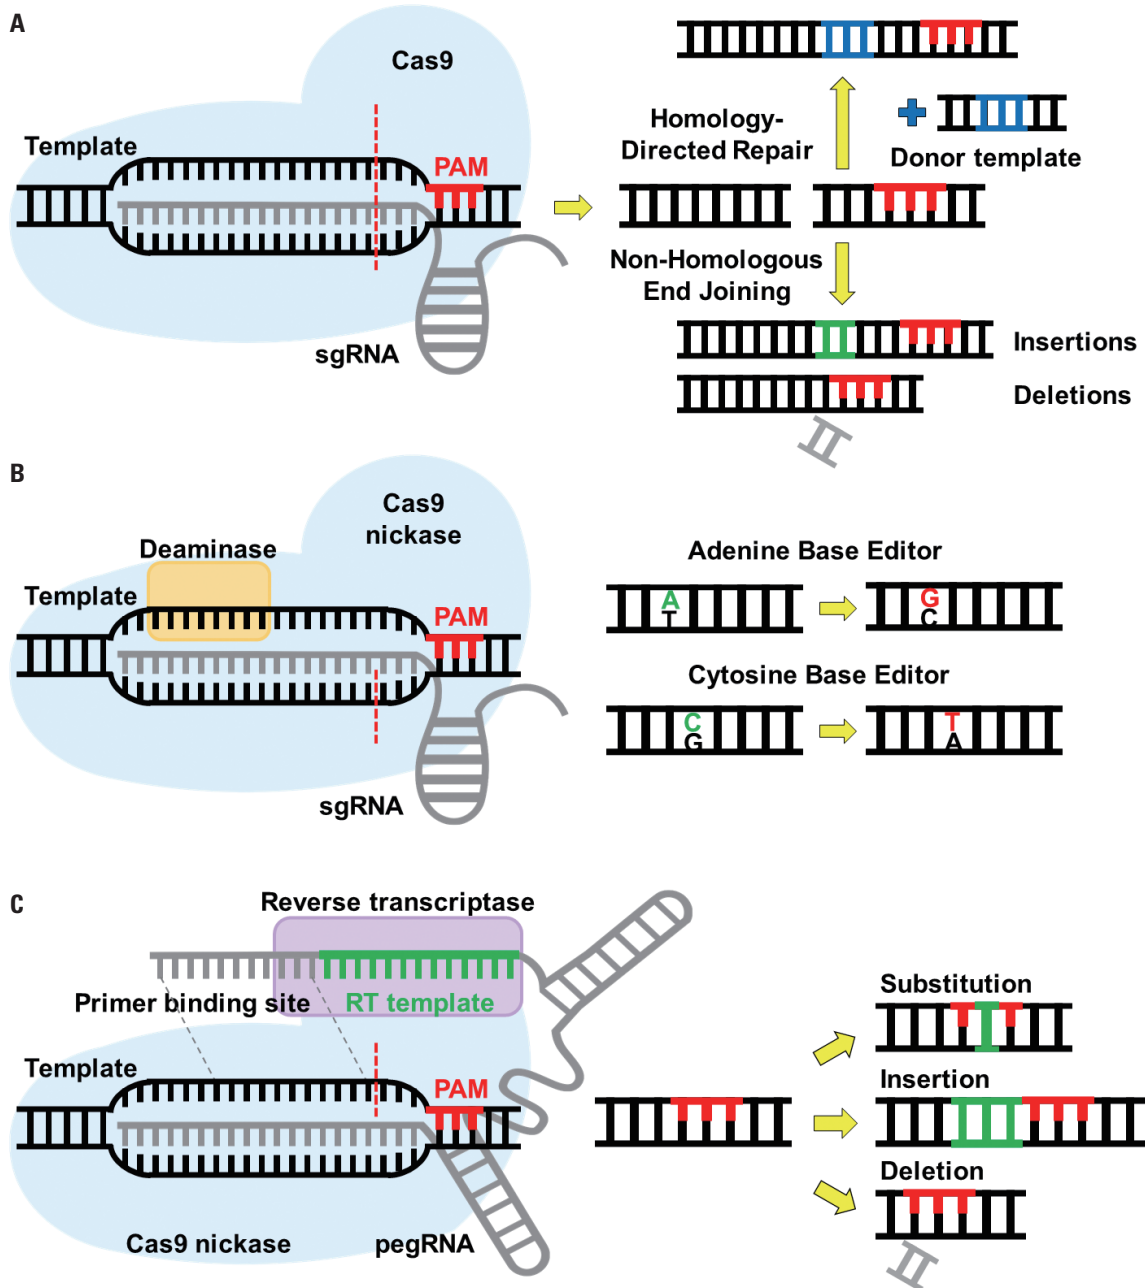 A
Cas9
Template
PAM
sgRNA
Homology-
Directed Repair
Donor template
Non-Homologous
End Joining
Insertions
Deletions
B
Cas9
nickase
Deaminase
Template
PAM
sgRNA
Adenine Base Editor
A
T
G
C
Cytosine Base Editor
C
G
T
A
C
Reverse transcriptase
Primer binding site
RT template
Template
PAM
Cas9 nickase
pegRNA
Substitution
Insertion
Deletion